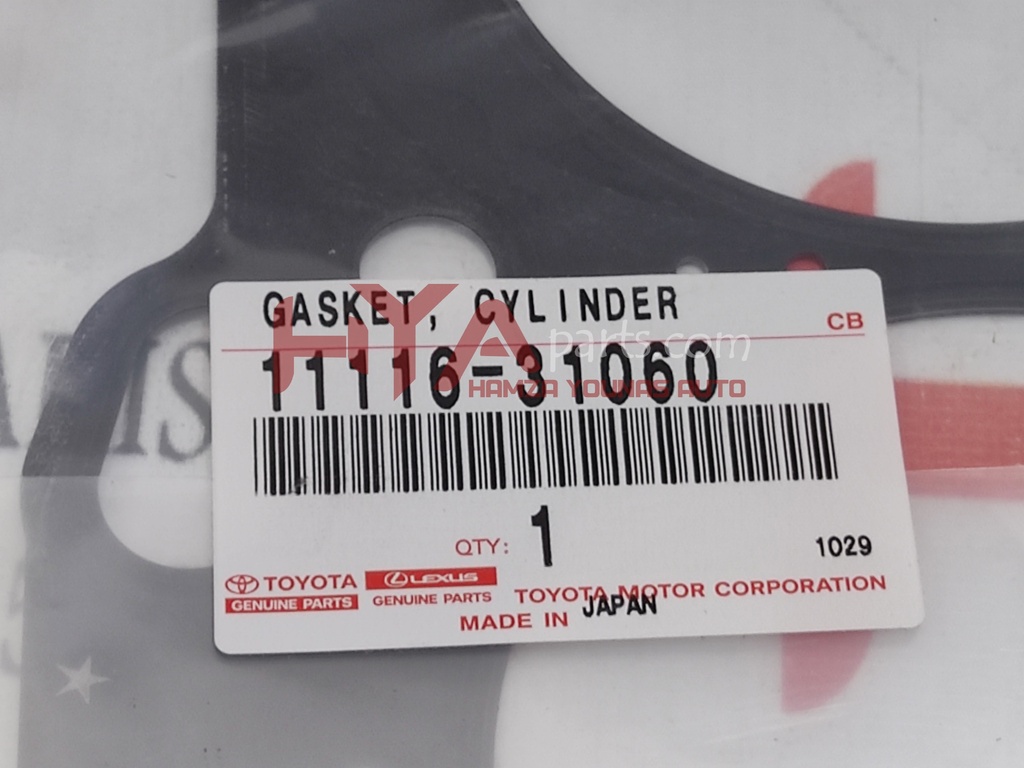 GASKET, CYLINDER
CB
11116-31060
HYA parts.com
HAMZA YOUNAS AUTO
QTY: 1
1029
TOYOTA
GENUINE PARTS
LEXUS
GENUINE PARTS
TOYOTA MOTOR CORPORATION
MADE IN JAPAN